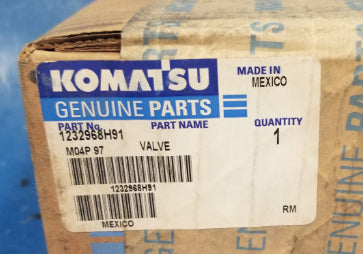 KOMATSU
MADE IN
MEXICO
GENUINE PARTS
PART No. PART NAME QUANTITY
1232968H91 1
M04P 97 VALVE
1232968H91
RM
MEXICO